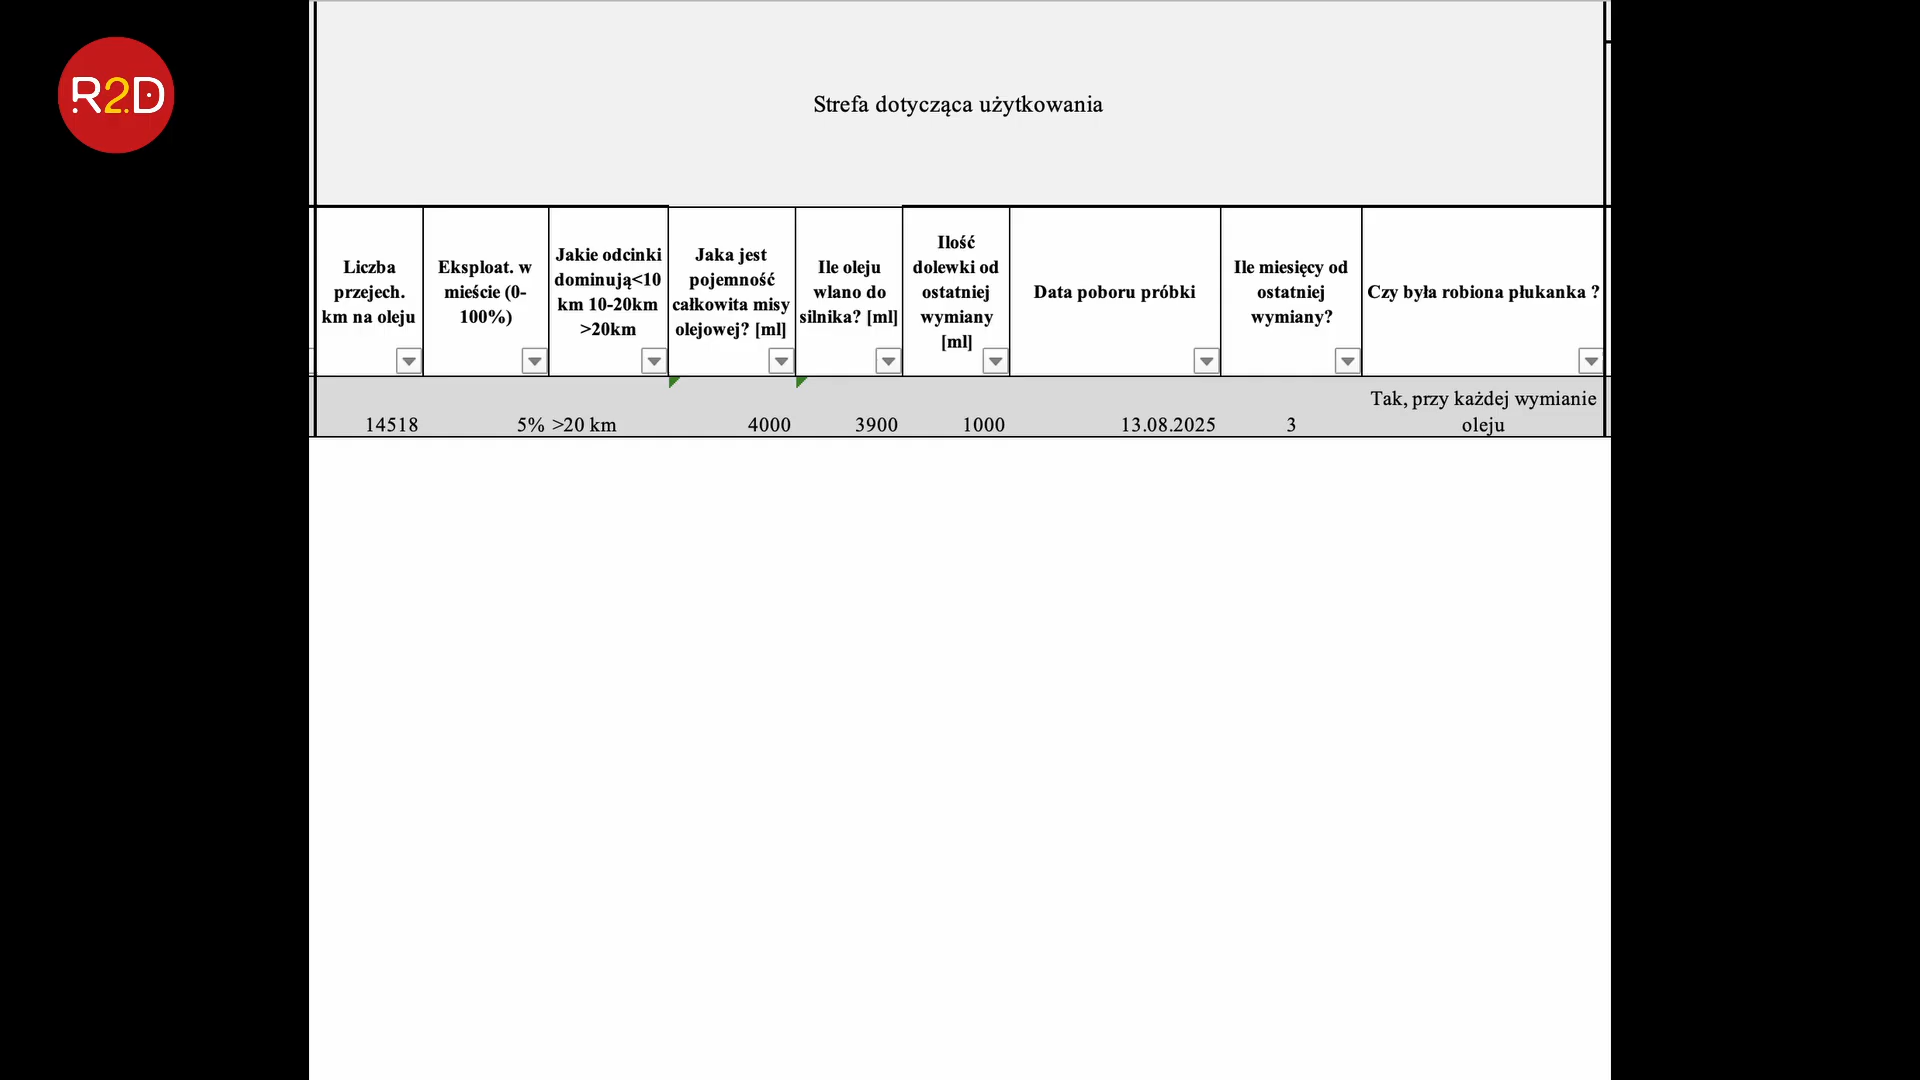 R2D
Strefa dotycząca użytkowania
Liczba
przejech.
km na oleju
Eksploat. w
mieście (0-
100%)
Jakie odcinki
dominują<10
km 10-20km
>20km
Jaka jest
pojemność
całkowita misy
olejowej? [ml]
Ile oleju
wlano do
silnika? [ml]
Ilość
dolewki od
ostatniej
wymiany
[ml]
Data poboru próbki
Ile miesięcy od
ostatniej
wymiany?
Czy była robiona płukanka ?
14518
5%
>20 km
4000
3900
1000
13.08.2025
3
Tak, przy każdej wymianie
oleju